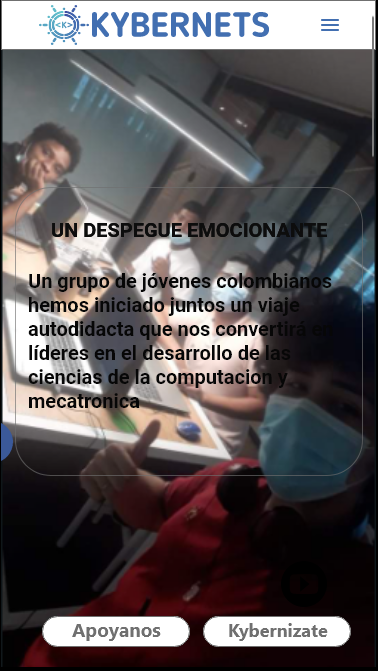 <K> KYBERNETS
UN DESPEGUE EMOCIONANTE
Un grupo de jóvenes colombianos
hemos iniciado juntos un viaje
autodidacta que nos convertirá en
líderes en el desarrollo de las
ciencias de la computacion y
mecatronica
Apoyanos
Kybernizate